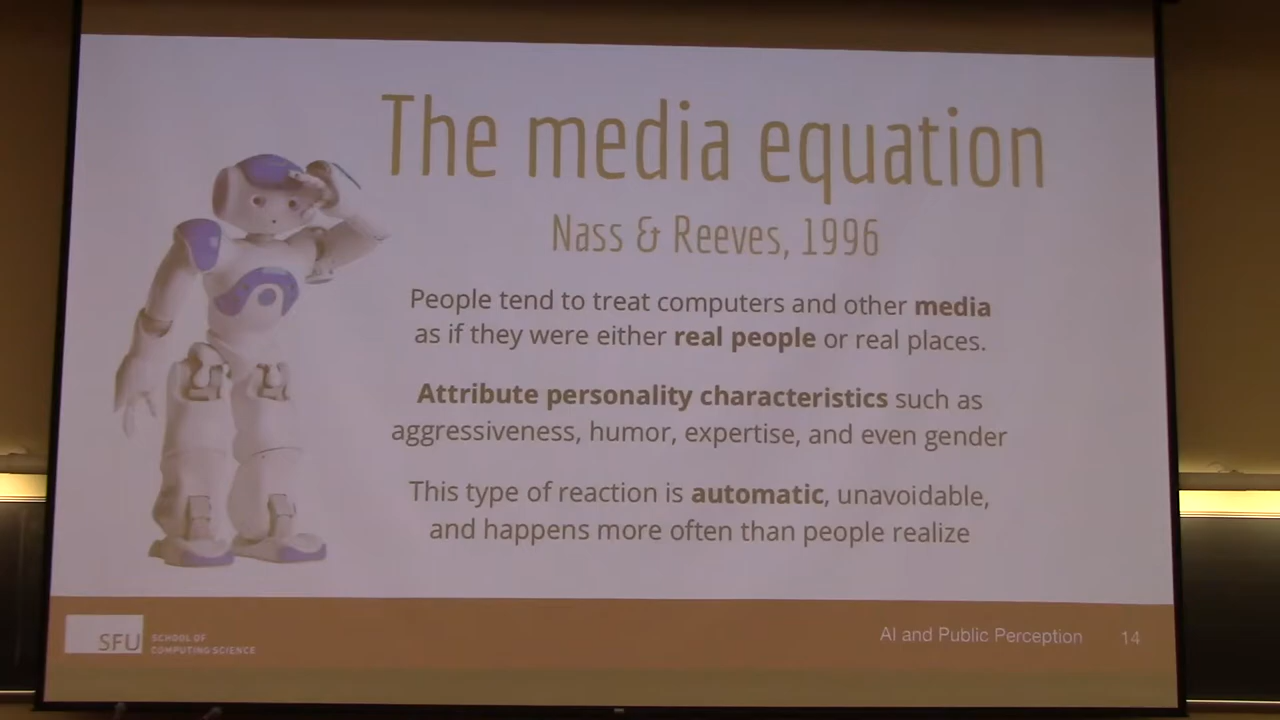 The media equation
Nass & Reeves, 1996
People tend to treat computers and other media
as if they were either real people or real places.
Attribute personality characteristics such as
aggressiveness, humor, expertise, and even gender
This type of reaction is automatic, unavoidable,
and happens more often than people realize
SFU
SCHOOL OF
COMPUTING SCIENCE
AI and Public Perception
14